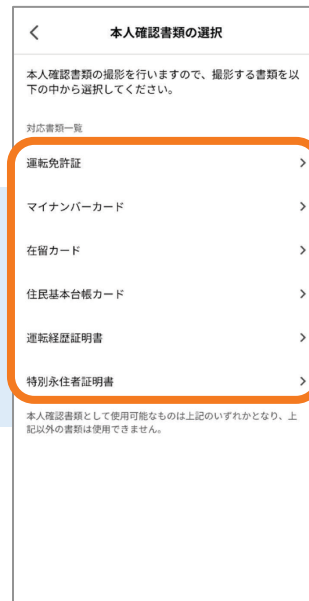 本人確認書類の選択
本人確認書類の撮影を行いますので、撮影する書類を以
下の中から選択してください。
対応書類一覧
運転免許証
マイナンバーカード
在留カード
住民基本台帳カード
運転経歴証明書
特別永住者証明書
本人確認書類として使用可能なものは上記のいずれかとなり、上
記以外の書類は使用できません。